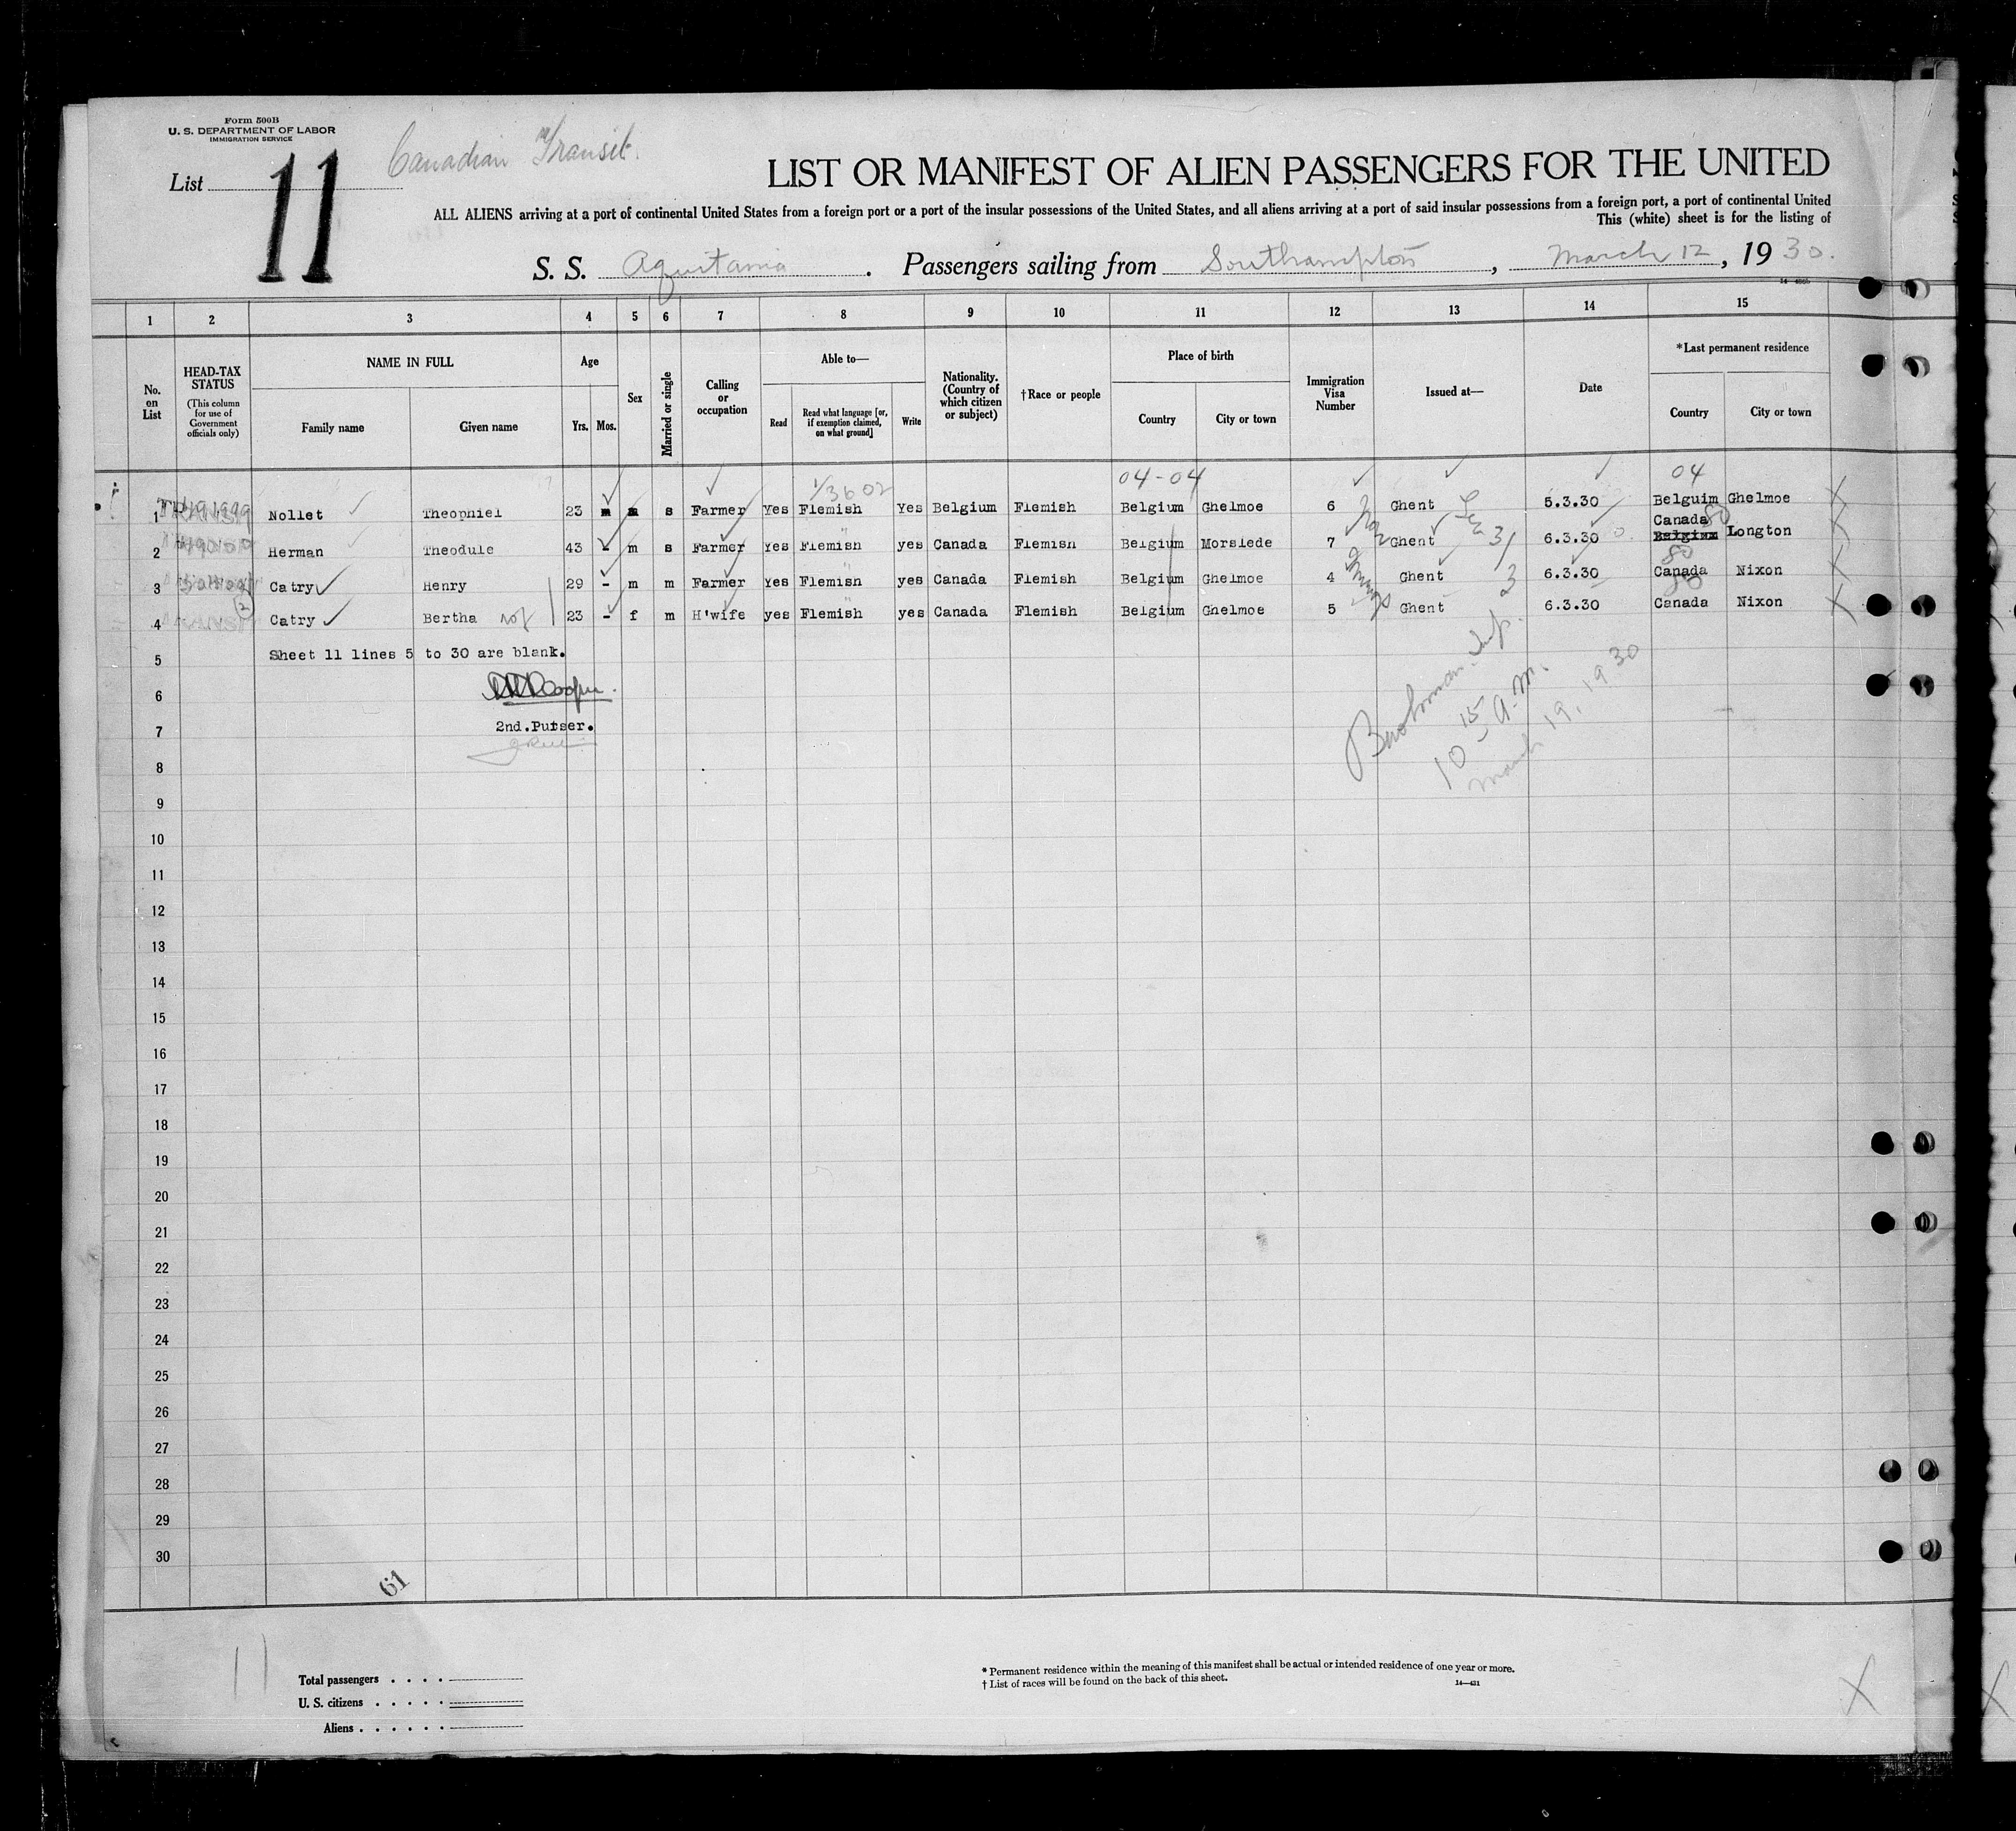 Form 500B
U. S. DEPARTMENT OF LABOR
IMMIGRATION SERVICE
Canadian Transit.
List 11
LIST OR MANIFEST OF ALIEN PASSENGERS FOR THE UNITED
ALL ALIENS arriving at a port of continental United States from a foreign port or a port of the insular possessions of the United States, and all aliens arriving at a port of said insular possessions from a foreign port, a port of continental United
This (white) sheet is for the listing of
S. S. Aquitania . Passengers sailing from Southampton , March 12, 1930.
1 2 3 4 5 6 7 8 9 10 11 12 13 14 15
No. on List
HEAD-TAX STATUS (This column for use of Government officials only)
NAME IN FULL
Family name
Given name
Age
Yrs. Mos.
Sex
Married or single
Calling or occupation
Able to—
Read
Read what language [or, if exemption claimed, on what ground]
Write
Nationality. (Country of which citizen or subject)
†Race or people
Place of birth
Country
City or town
Immigration Visa Number
Issued at—
Date
*Last permanent residence
Country
City or town
1/3602 04-04 04
1 Nollet Theophiel 23 m s Farmer Yes Flemish Yes Belgium Flemish Belgium Ghelmoe 6 Ghent 5.3.30 Belguim Ghelmoe
2 Herman Theodule 43 - m s Farmer Yes Flemish yes Canada Flemish Belgium Morslede 7 Ghent 6.3.30 Canada Belgium Longton
3 Catry Henry 29 - m m Farmer Yes Flemish yes Canada Flemish Belgium Ghelmoe 4 Ghent 6.3.30 Canada Nixon
4 Catry Bertha 23 - f m H'wife yes Flemish yes Canada Flemish Belgium Ghelmoe 5 Ghent 6.3.30 Canada Nixon
5 Sheet 11 lines 5 to 30 are blank.
6
7 2nd.Purser.
10 15 a.m.
March 19, 1930
8
9
10
11
12
13
14
15
16
17
18
19
20
21
22
23
24
25
26
27
28
29
30
61
11
Total passengers . . . .
U. S. citizens . . . . .
Aliens . . . . . .
* Permanent residence within the meaning of this manifest shall be actual or intended residence of one year or more.
† List of races will be found on the back of this sheet.
14—431